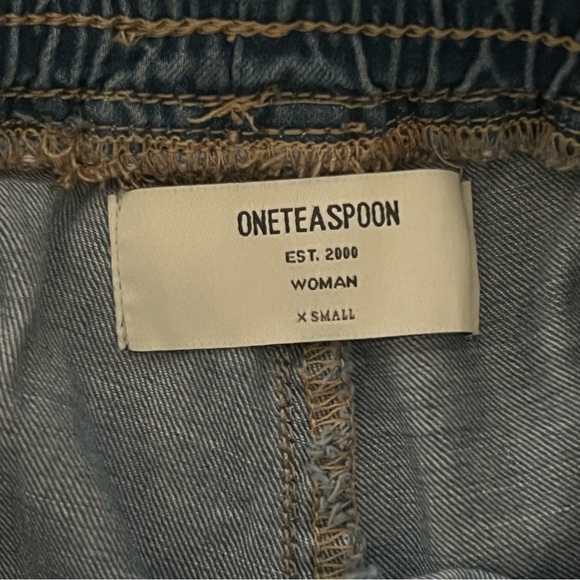 ONETEASPOON
EST. 2000
WOMAN
X SMALL